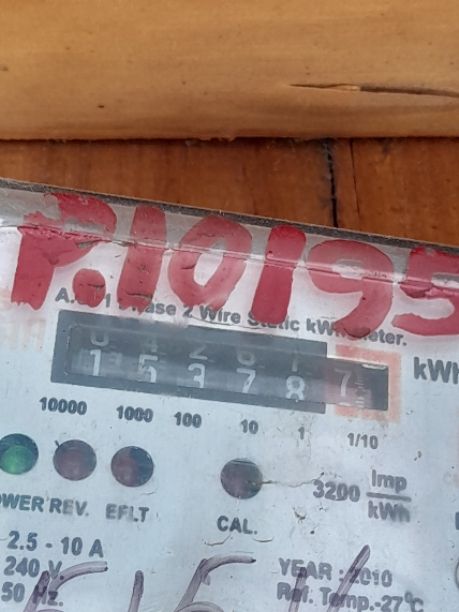 P.10195
A.C. 1 Phase 2 Wire Static kWh Meter.
1 5 3 7 8 7 kWh
10000 1000 100 10 1 1/10
POWER REV. EFLT CAL. 3200 Imp/kWh
2.5 - 10 A
240 V.
50 Hz.
YEAR : 2010
Ref. Temp.-27°C